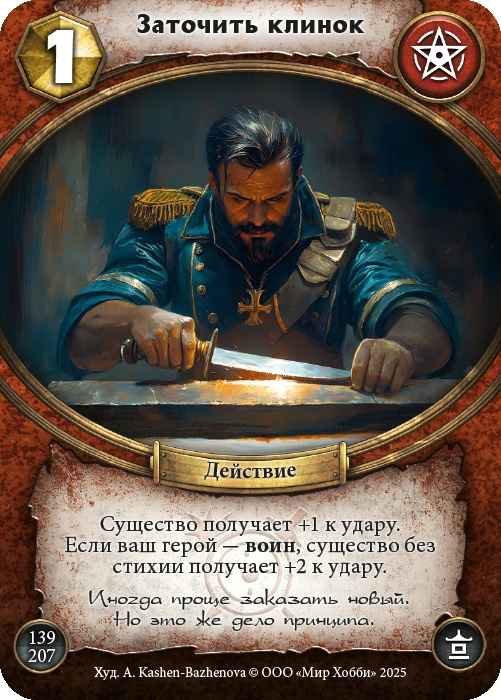 Заточить клинок
1
Действие
Существо получает +1 к удару.
Если ваш герой — воин, существо без
стихии получает +2 к удару.
Иногда проще заказать новый.
Но это же дело принципа.
139
207
Худ. A. Kashen-Bazhenova © ООО «Мир Хобби» 2025